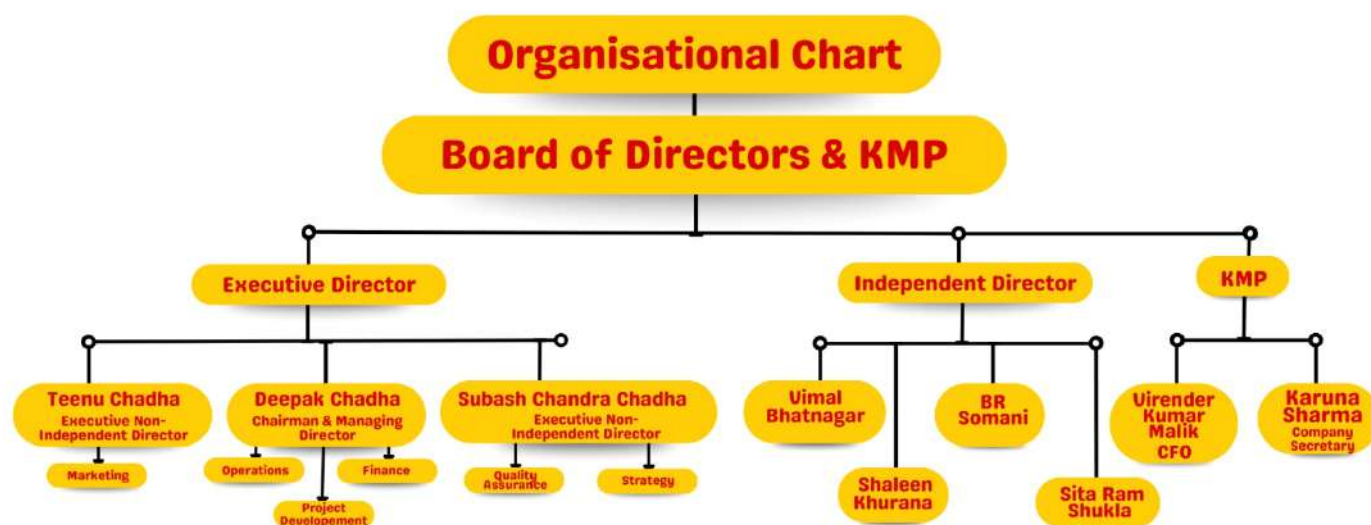 Organisational Chart
Board of Directors & KMP
Executive Director
Independent Director
KMP
Teenu Chadha
Executive Non-
Independent Director
Marketing
Deepak Chadha
Chairman & Managing
Director
Operations
Finance
Project
Developement
Subash Chandra Chadha
Executive Non-
Independent Director
Quality
Assurance
Strategy
Vimal
Bhatnagar
Shaleen
Khurana
BR
Somani
Sita Ram
Shukla
Virender
Kumar
Malik
CFO
Karuna
Sharma
Company
Secretary